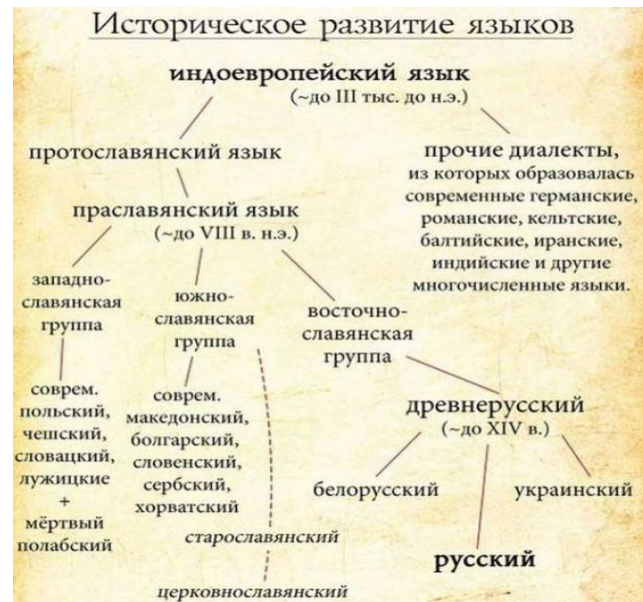 Историческое развитие языков
индоевропейский язык
(~до III тыс. до н.э.)
протославянский язык
прочие диалекты,
из которых образовалась
современные германские,
романские, кельтские,
балтийские, иранские,
индийские и другие
многочисленные языки.
праславянский язык
(~до VIII в. н.э.)
западно-
славянская
группа
южно-
славянская
группа
восточно-
славянская
группа
соврем.
польский,
чешский,
словацкий,
лужицкие
+
мёртвый
полабский
соврем.
македонский,
болгарский,
словенский,
сербский,
хорватский
старославянский
церковнославянский
древнерусский
(~до XIV в.)
белорусский
украинский
русский